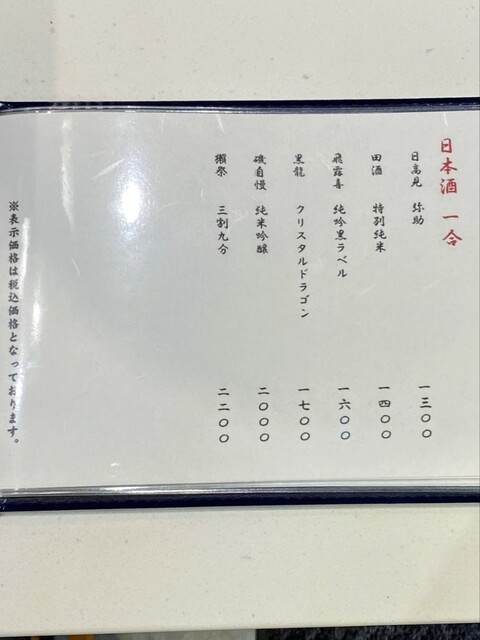 日本酒 一合
日高見 弥助 一三〇〇
田酒 特別純米 一四〇〇
飛露喜 純吟黒ラベル 一六〇〇
黒龍 クリスタルドラゴン 一七〇〇
磯自慢 純米吟醸 二〇〇〇
獺祭 三割九分 二二〇〇
※表示価格は税込価格となっております。